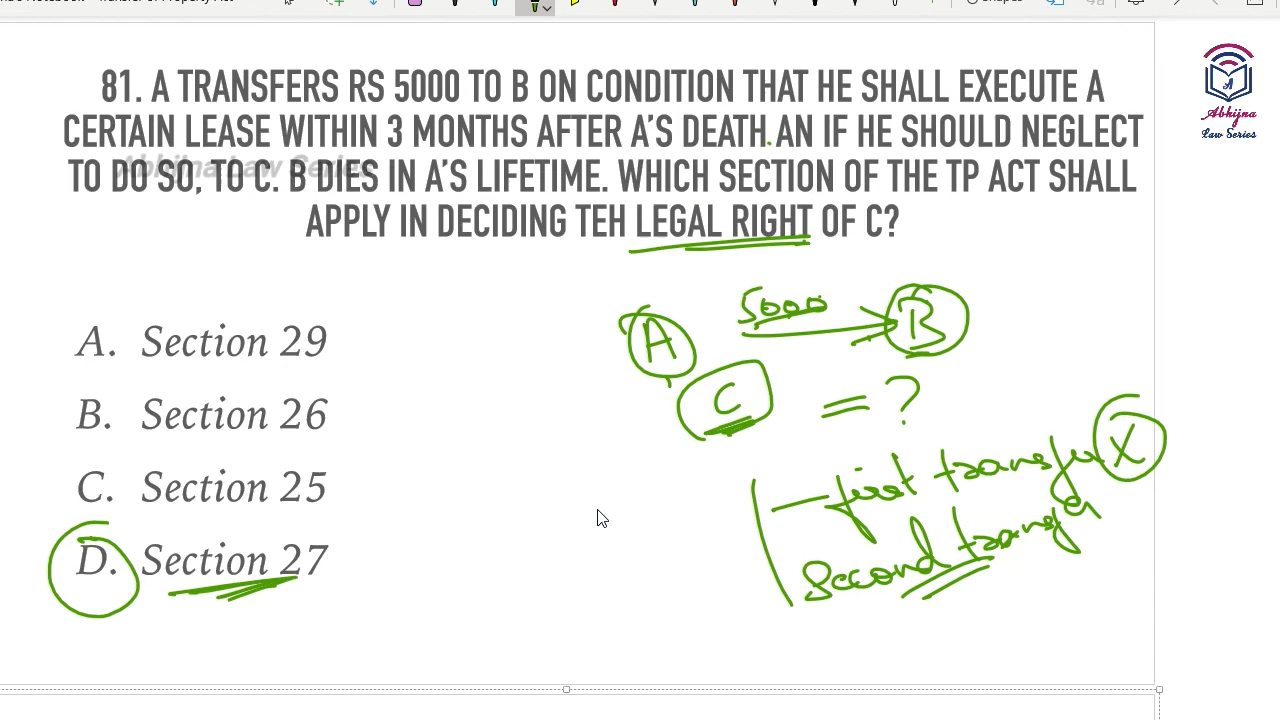 81. A TRANSFERS RS 5000 TO B ON CONDITION THAT HE SHALL EXECUTE A
CERTAIN LEASE WITHIN 3 MONTHS AFTER A'S DEATH.AN IF HE SHOULD NEGLECT
TO DO SO, TO C. B DIES IN A'S LIFETIME. WHICH SECTION OF THE TP ACT SHALL
APPLY IN DECIDING TEH LEGAL RIGHT OF C?
Abhijna Law Series
Abhijna
Law Series
A. Section 29
B. Section 26
C. Section 25
D. Section 27
A 5000 B
C = ?
first transfer X
second transfer